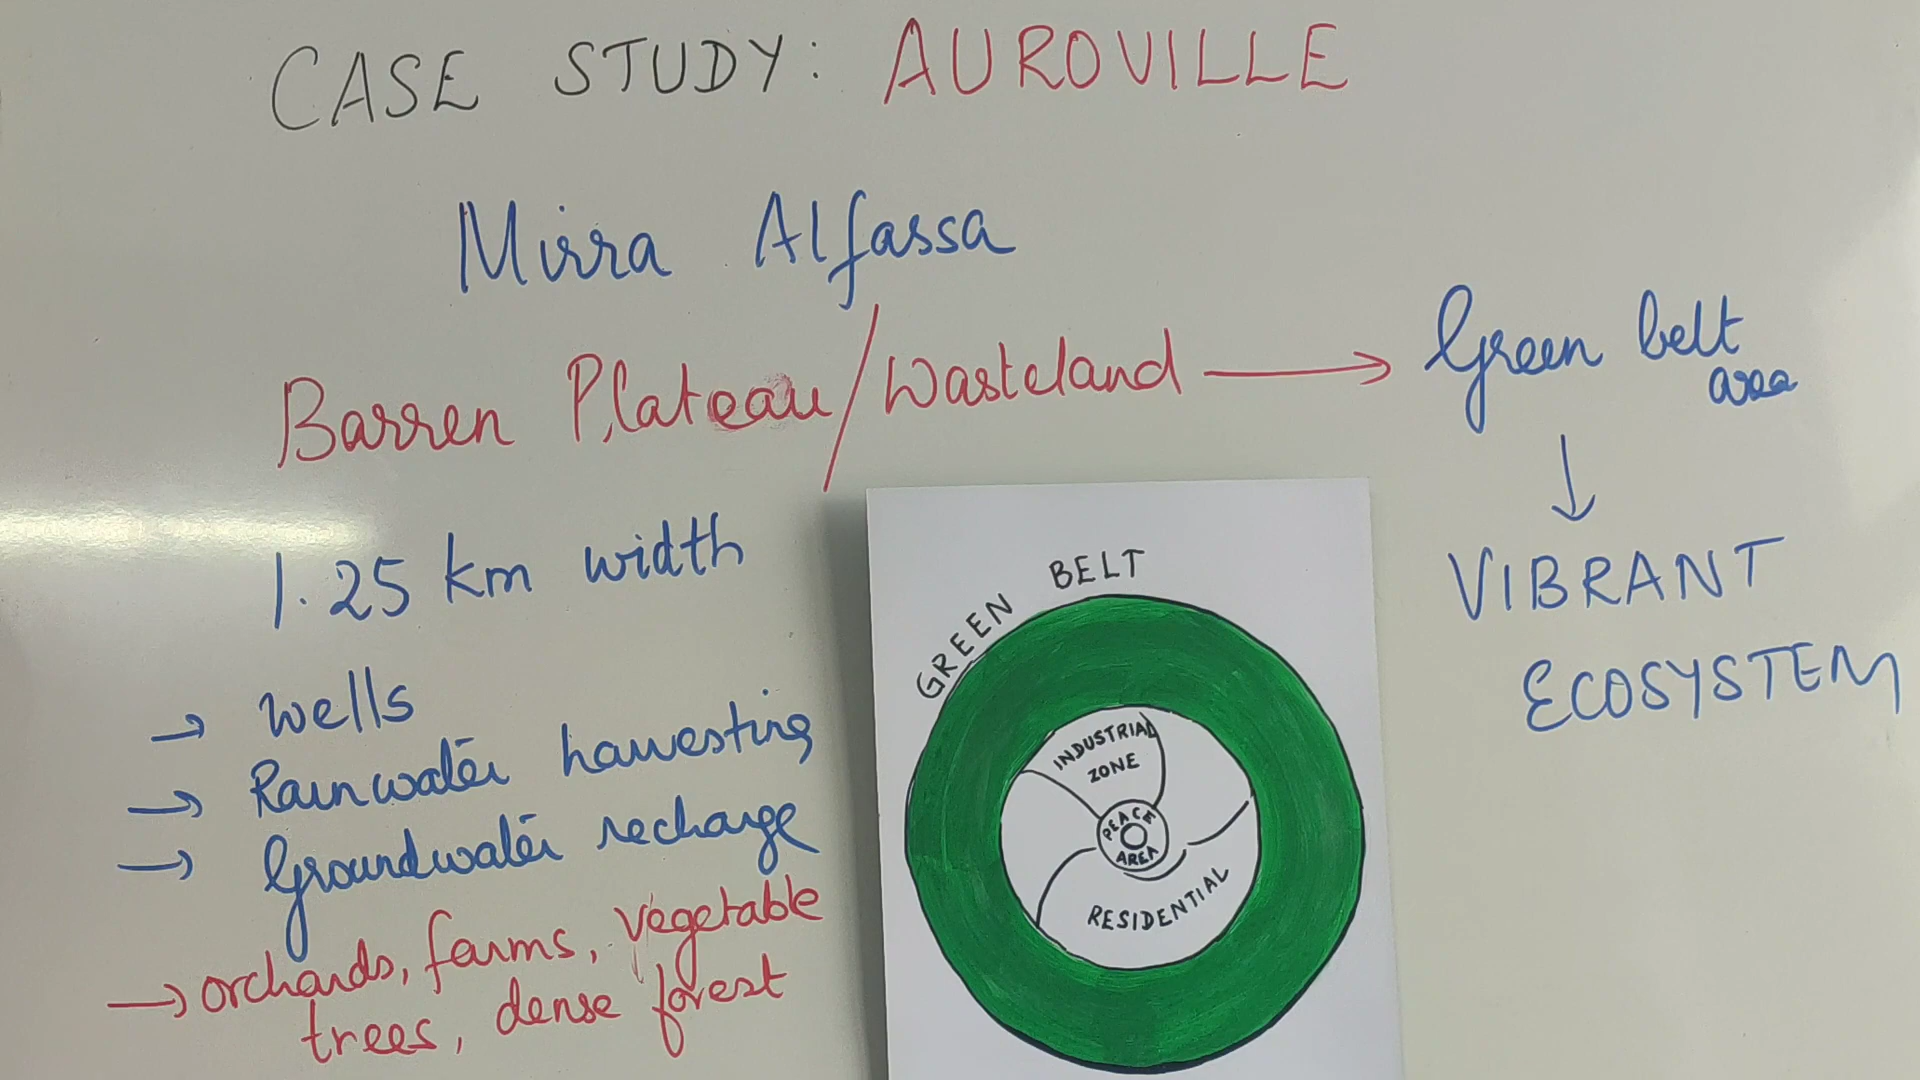 CASE STUDY: AUROVILLE
Mirra Alfassa
Barren Plateau/Wasteland → Green belt
area
↓
VIBRANT
ECOSYSTEM
1.25 km width
→ wells
→ Rainwater harvesting
→ Groundwater recharge
→ orchards, farms, vegetable
trees, dense forest
GREEN BELT
INDUSTRIAL
ZONE
PEACE
AREA
RESIDENTIAL